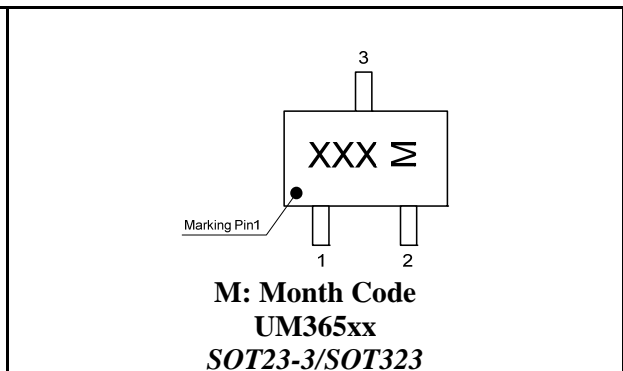 3
XXX M
Marking Pin1
1 2
M: Month Code
UM365xx
SOT23-3/SOT323